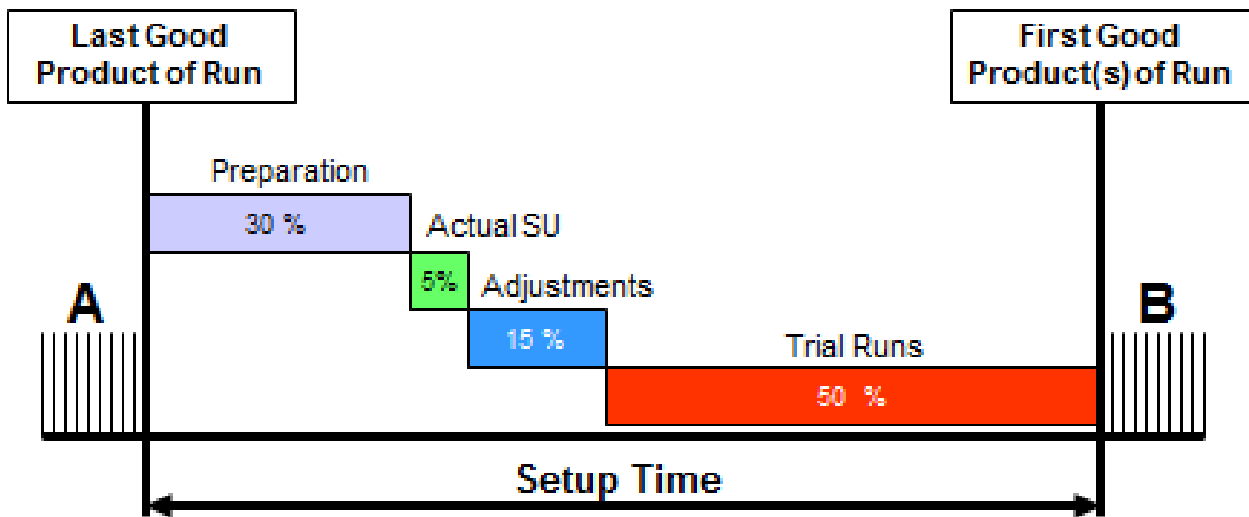 Last Good
Product of Run
First Good
Product(s) of Run
Preparation
30 %
Actual SU
5%
Adjustments
15 %
Trial Runs
50 %
A
B
Setup Time